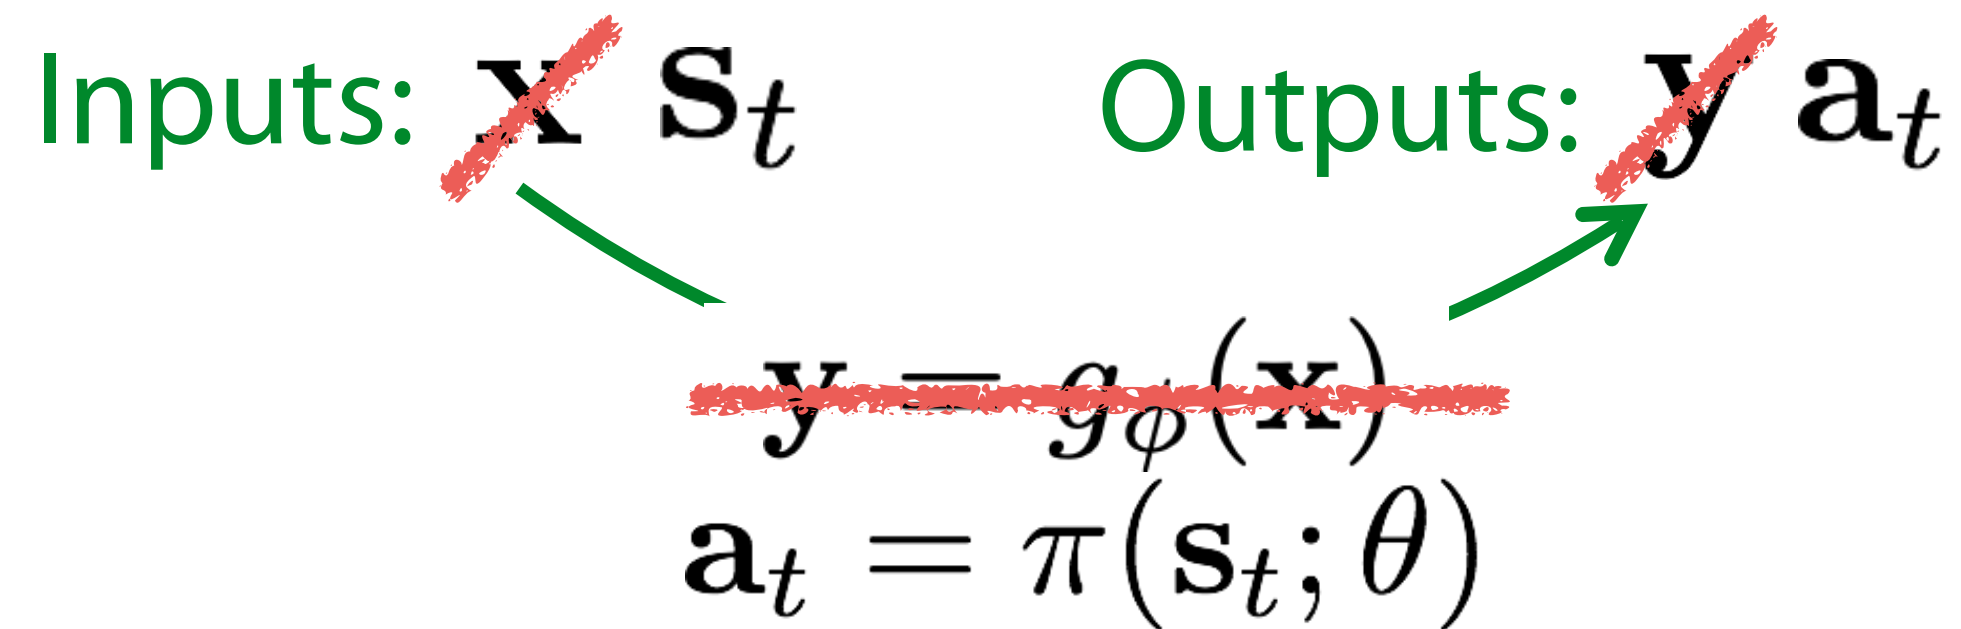 Inputs: x s_t Outputs: y a_t
y = g_ϕ(x)
a_t = π(s_t; θ)